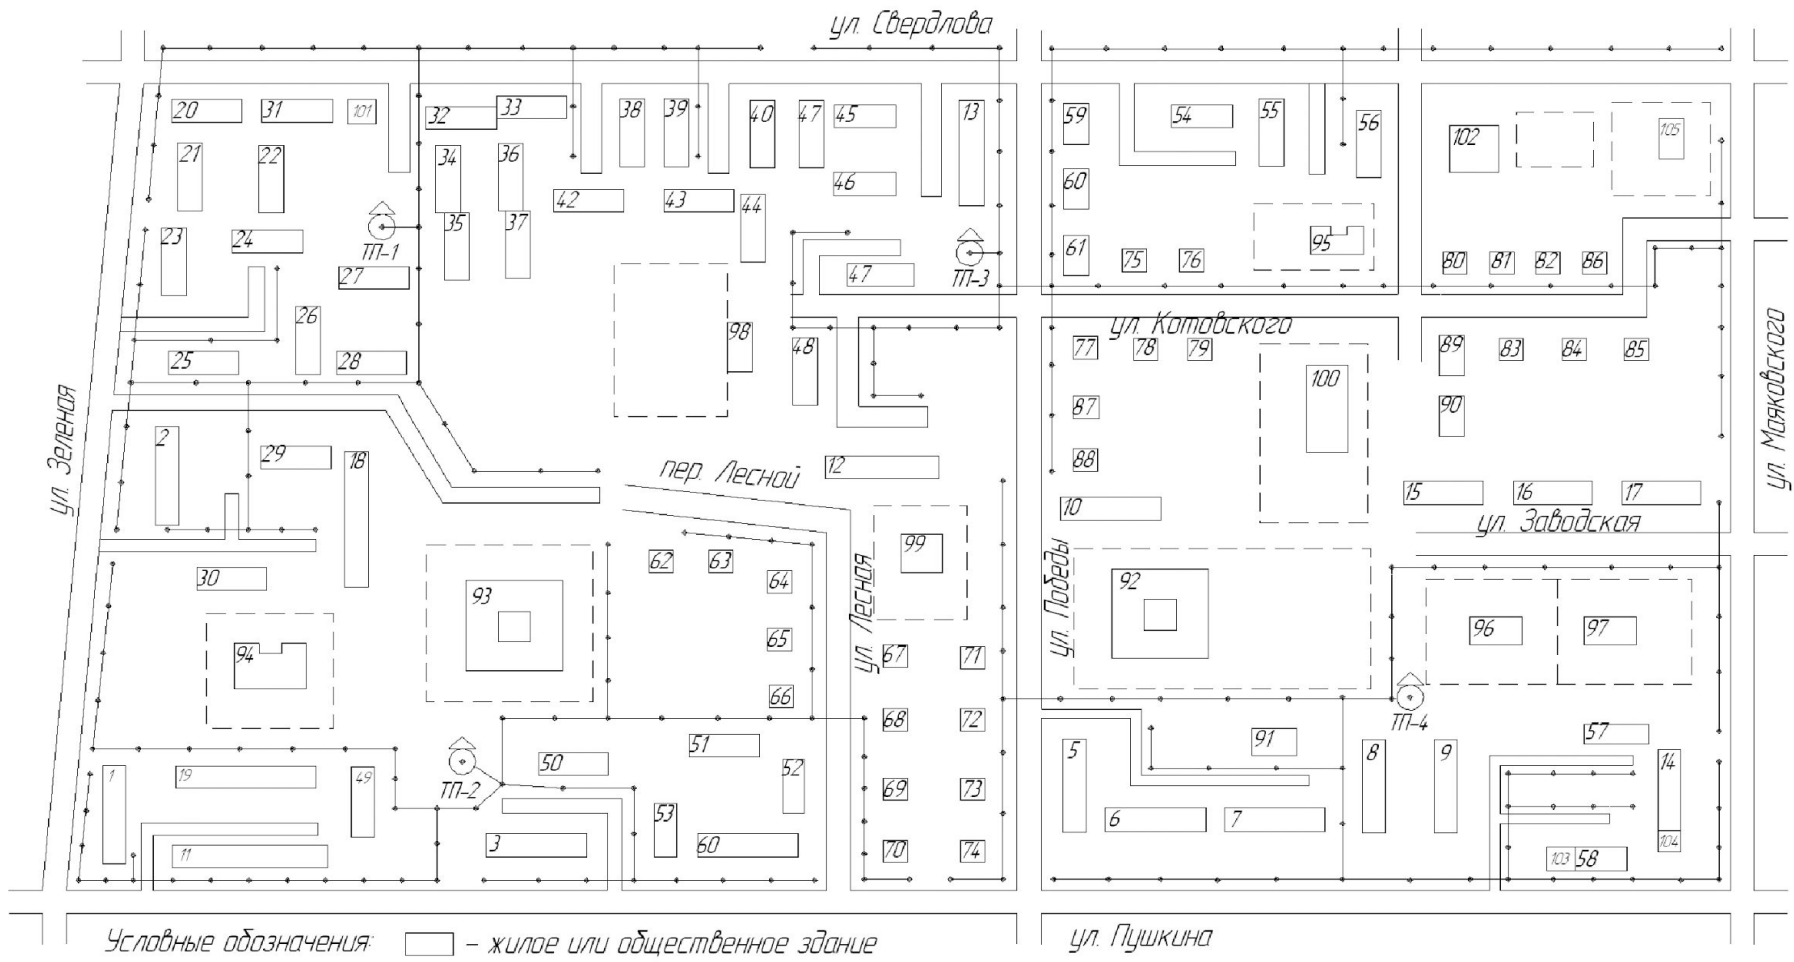 ул. Свердлова
20 31 101 32 33 38 39 40 47 45 13 59 54 55 56 102 105
21 22 34 36 42 43 44 46 60
23 24 ТП-1 35 37 47 ТП-3 61 75 76 95 80 81 82 86
27
26 98 48 ул. Котовского
25 28 77 78 79 100 89 83 84 85
ул. Зеленая
ул. Маяковского
2 29 18 пер. Лесной 12 87 88 90
10 15 16 17
ул. Заводская
30 62 63 64 99 ул. Победы 92
93 ул. Лесная 96 97
94 65 67 71
66 68 72 ТП-4
1 19 49 ТП-2 50 51 52 5 91 8 9 57 14
69 73
53 6 7
11 3 60 70 74 103 58 104
Условные обозначения: – жилое или общественное здание
ул. Пушкина